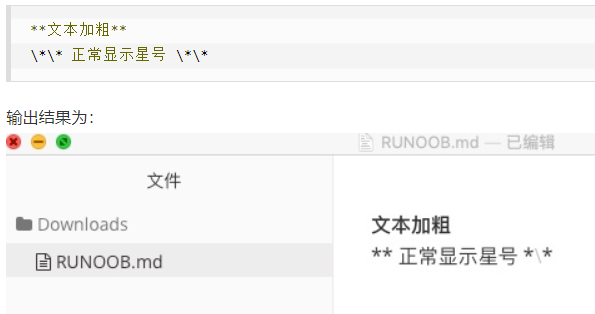 **文本加粗**
\*\* 正常显示星号 \*\*
输出结果为：
RUNOOB.md — 已编辑
文件
Downloads
RUNOOB.md
文本加粗
** 正常显示星号 *\*